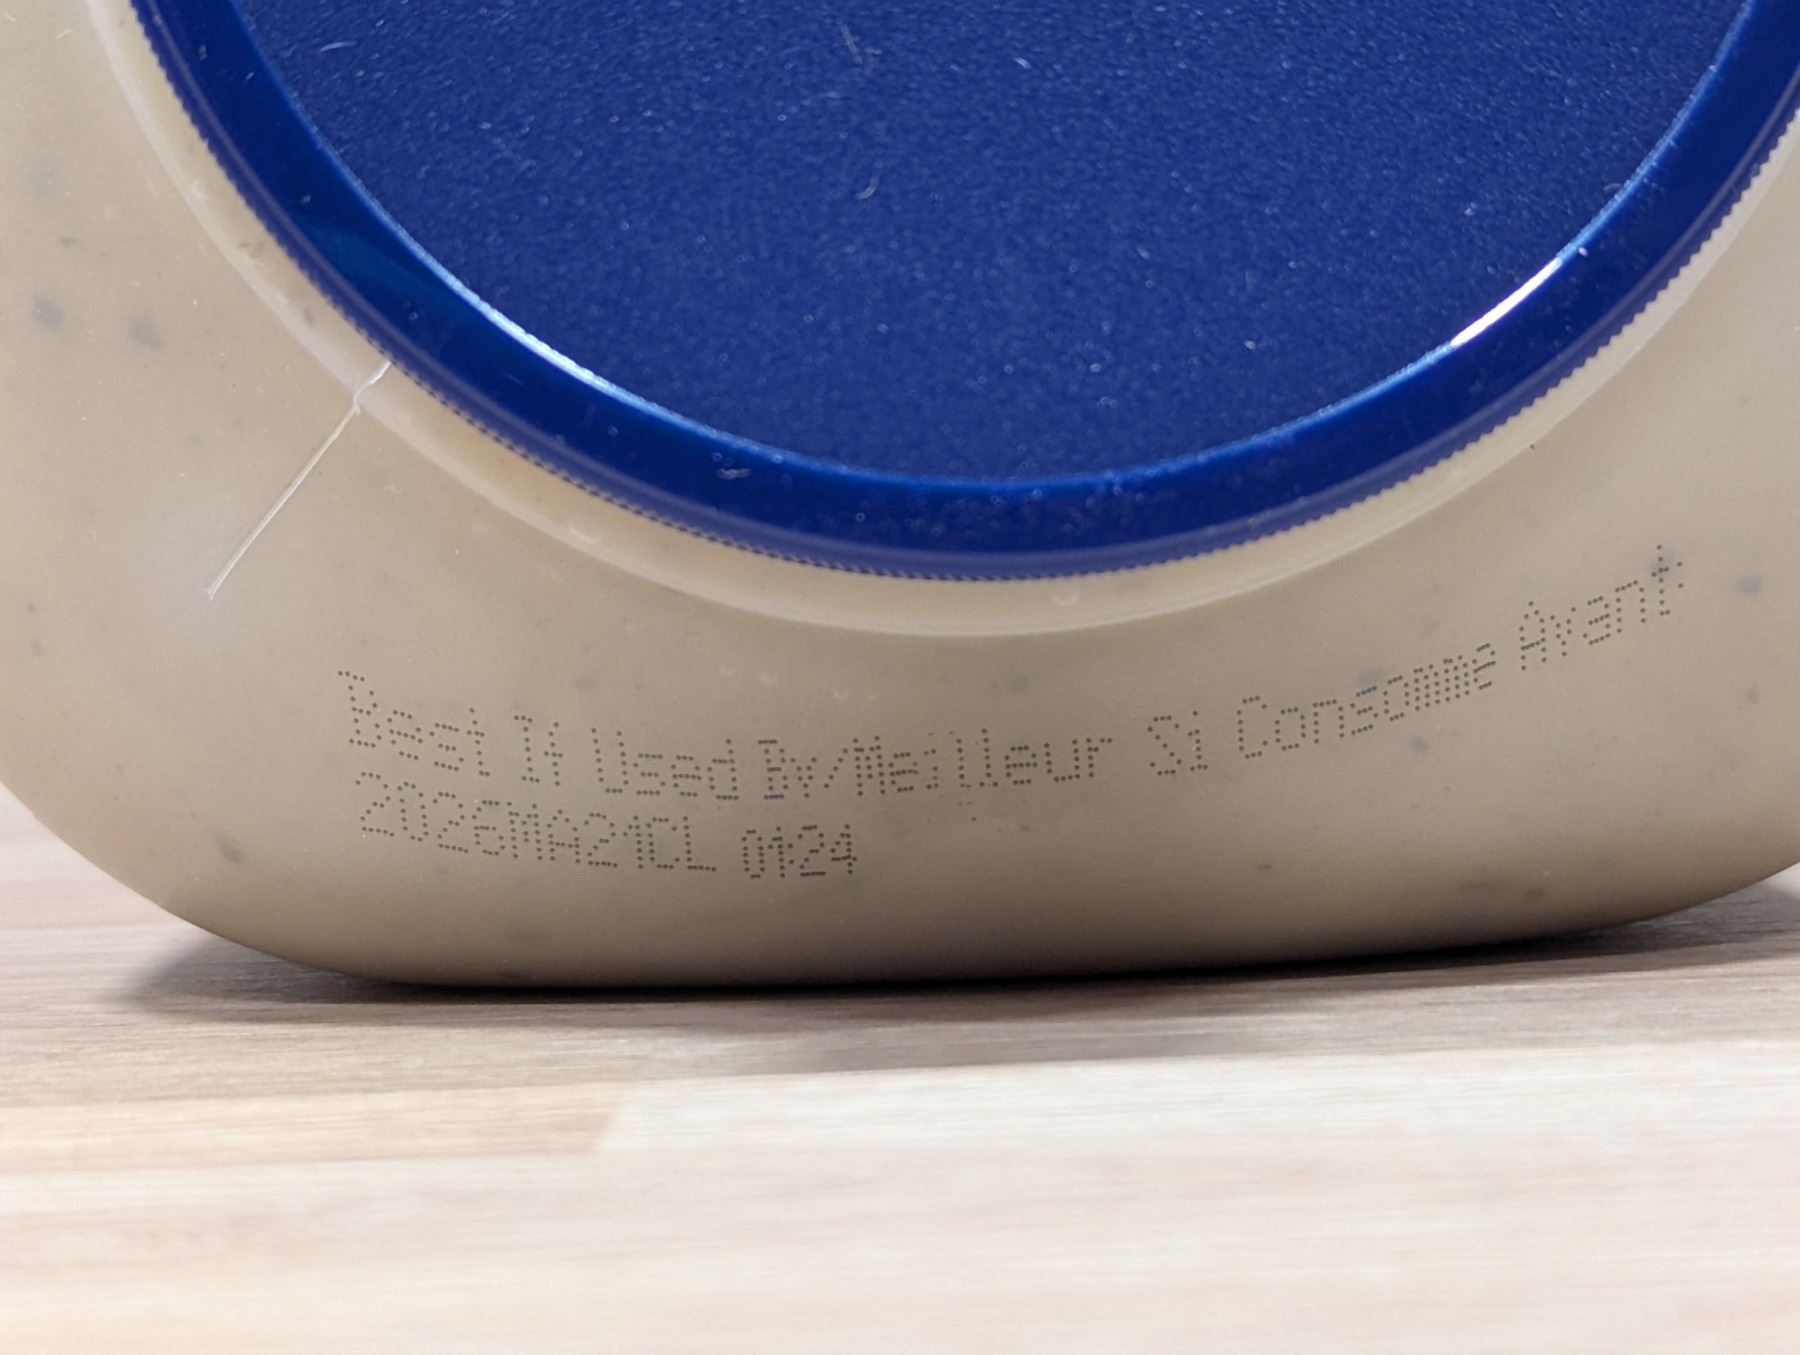 Best If Used By/Meilleur Si Consomme Avant:
2026MA21CL 01:24